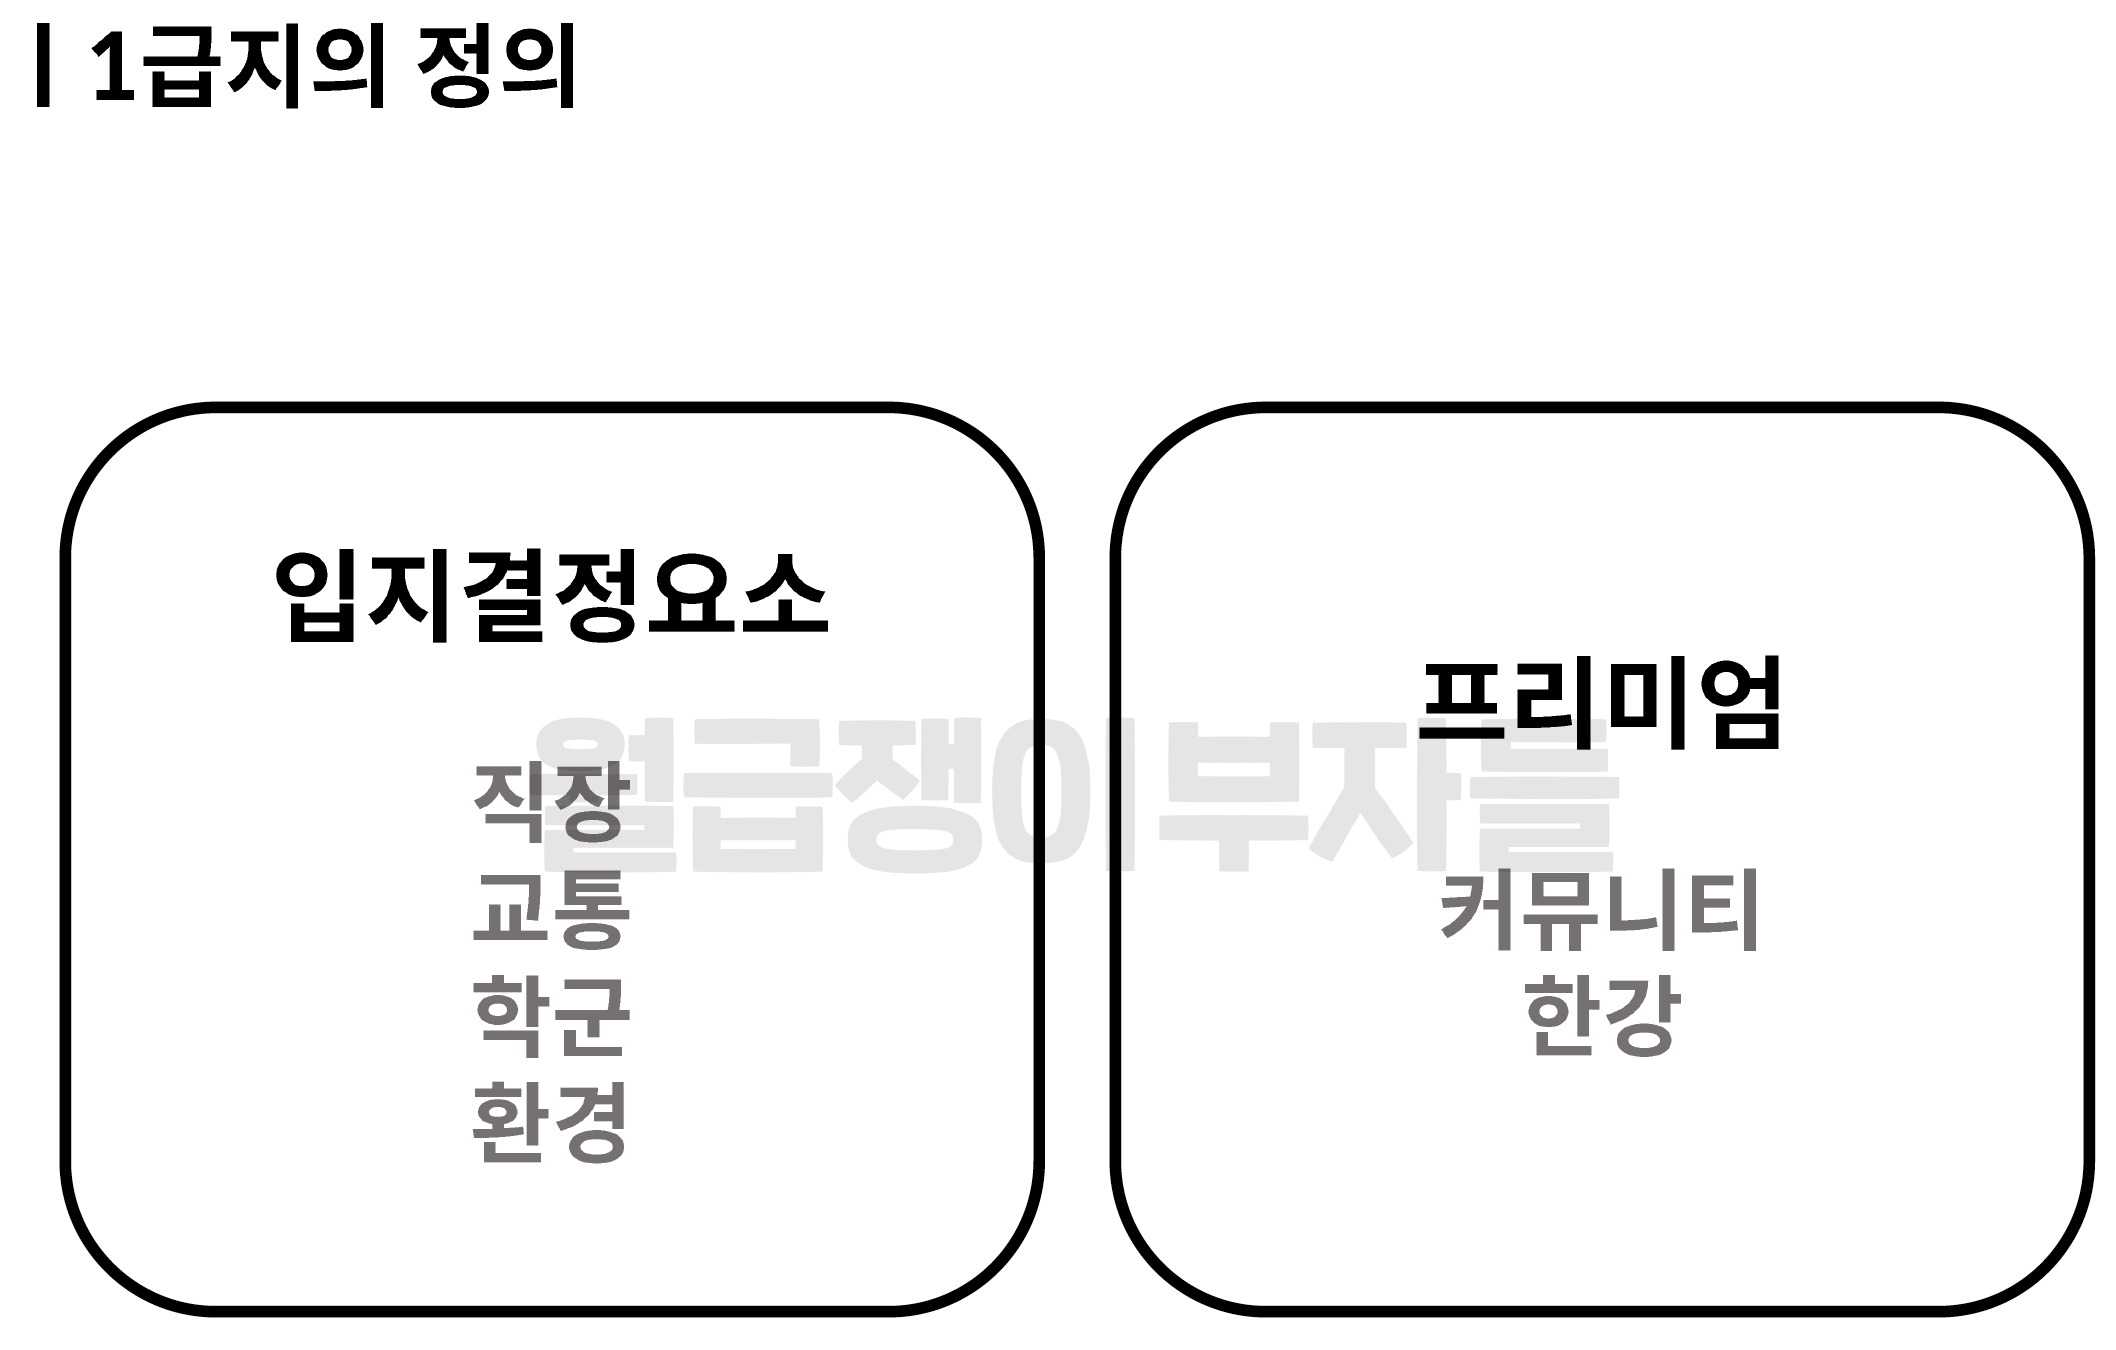 | 1급지의 정의
입지결정요소
직장
교통
학군
환경
프리미엄
커뮤니티
한강
월급쟁이부자들